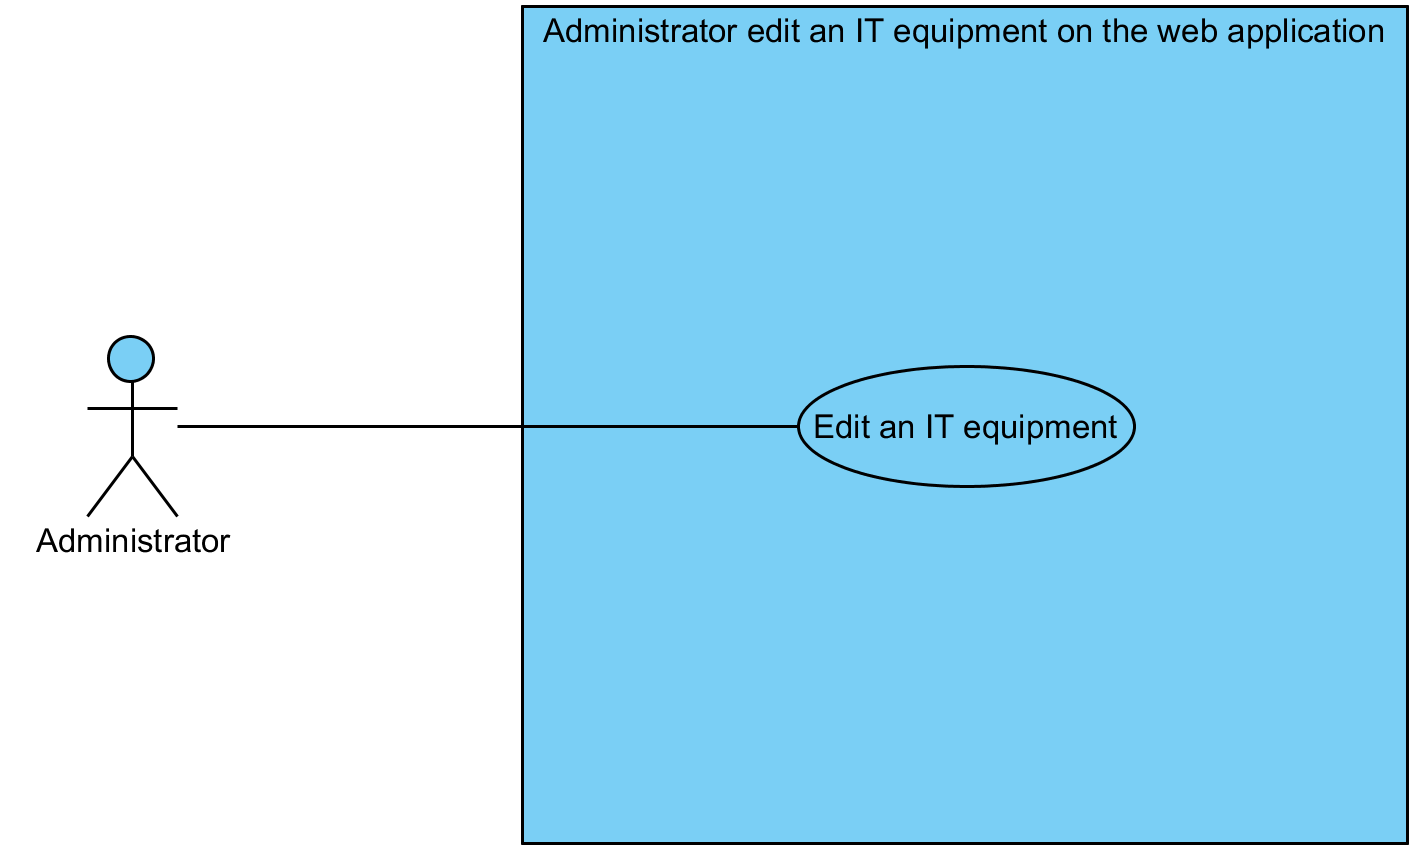 Administrator edit an IT equipment on the web application
Edit an IT equipment
Administrator